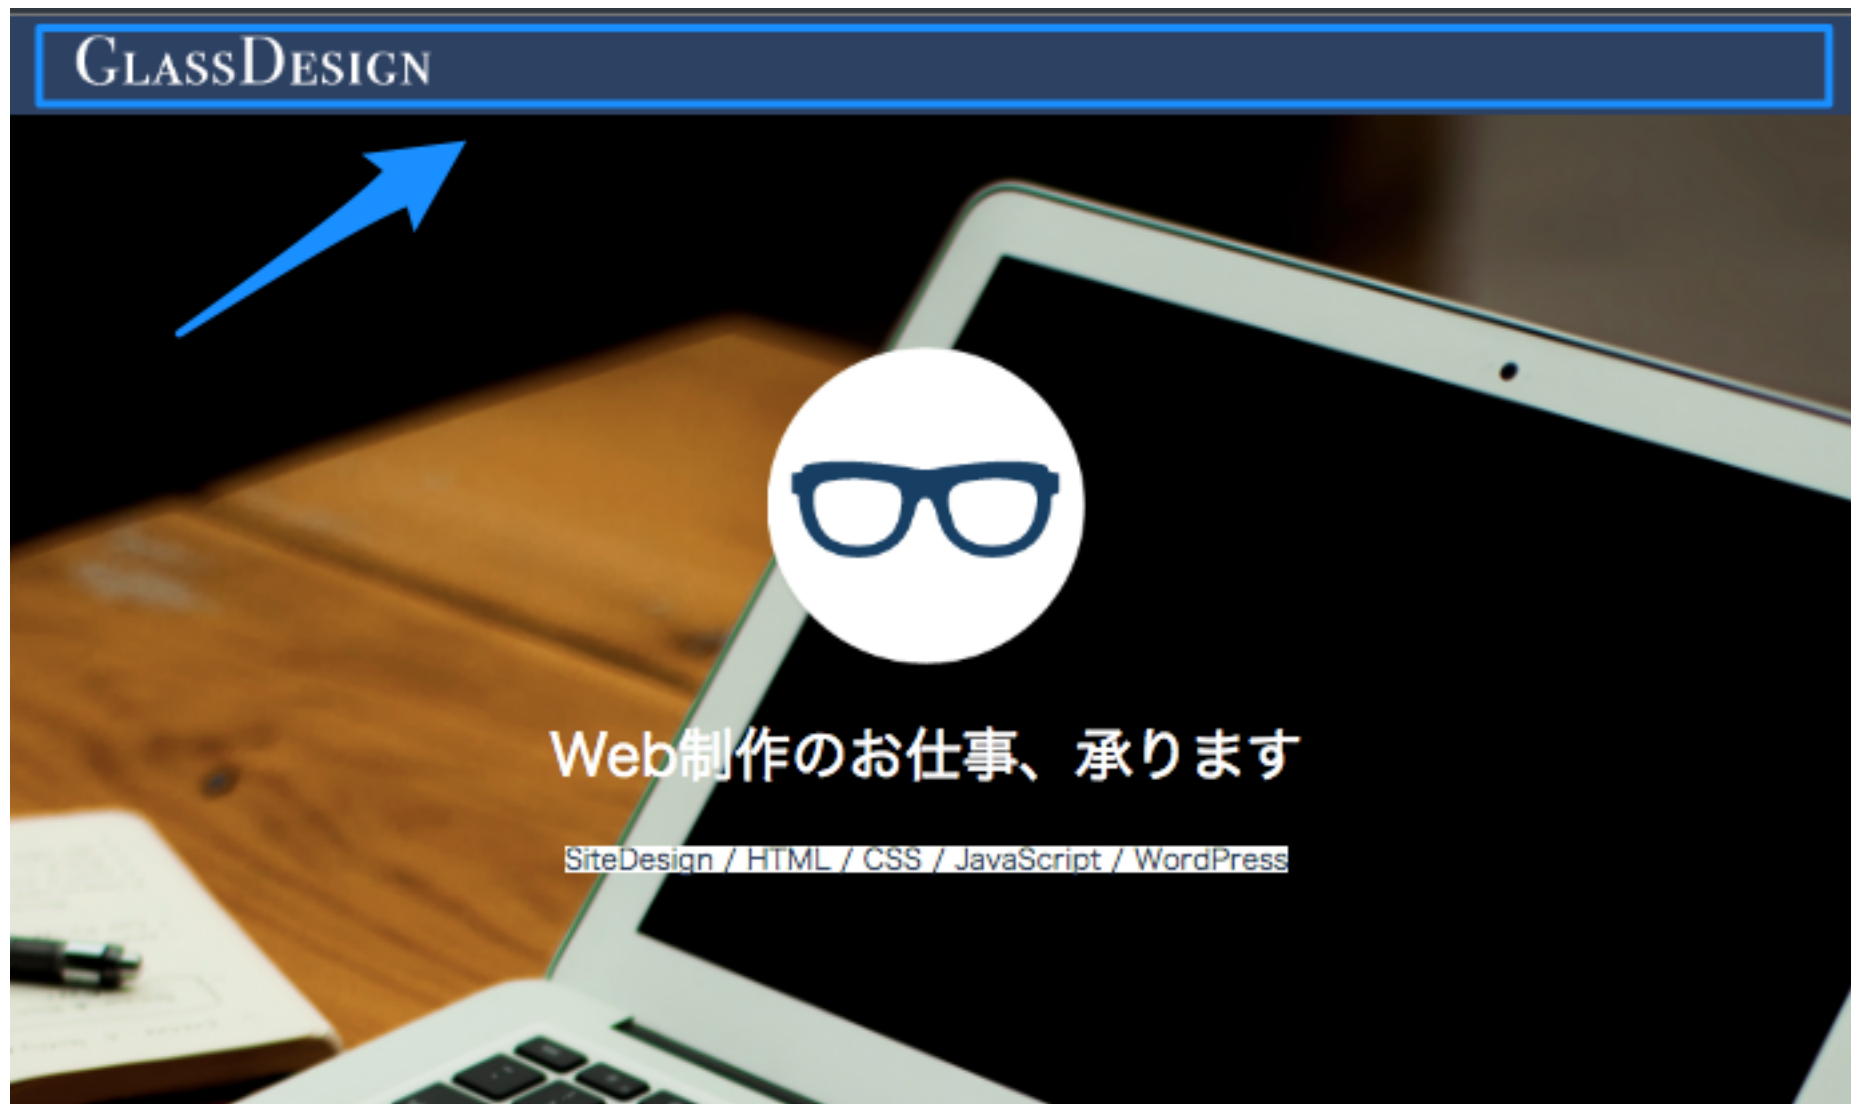 GLASSDESIGN
Web制作のお仕事、承ります
SiteDesign / HTML / CSS / JavaScript / WordPress